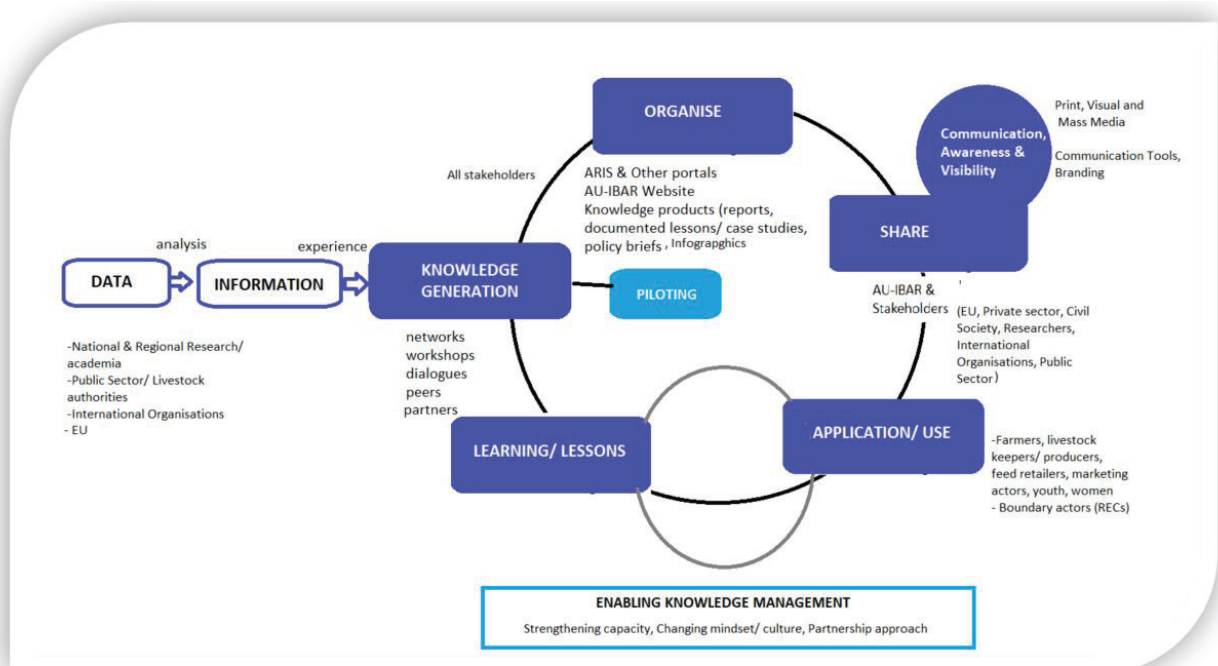 ORGANISE
Communication,
Awareness &
Visibility
Print, Visual and
Mass Media
Communication Tools,
Branding
All stakeholders
ARIS & Other portals
AU-IBAR Website
Knowledge products (reports,
documented lessons/ case studies,
policy briefs , Infograpghics
SHARE
analysis
experience
DATA
INFORMATION
KNOWLEDGE
GENERATION
PILOTING
AU-IBAR &
Stakeholders
(EU, Private sector, Civil
Society, Researchers,
International
Organisations, Public
Sector)
-National & Regional Research/
academia
-Public Sector/ Livestock
authorities
-International Organisations
- EU
networks
workshops
dialogues
peers
partners
LEARNING/ LESSONS
APPLICATION/ USE
-Farmers, livestock
keepers/ producers,
feed retailers, marketing
actors, youth, women
- Boundary actors (RECs)
ENABLING KNOWLEDGE MANAGEMENT
Strengthening capacity, Changing mindset/ culture, Partnership approach